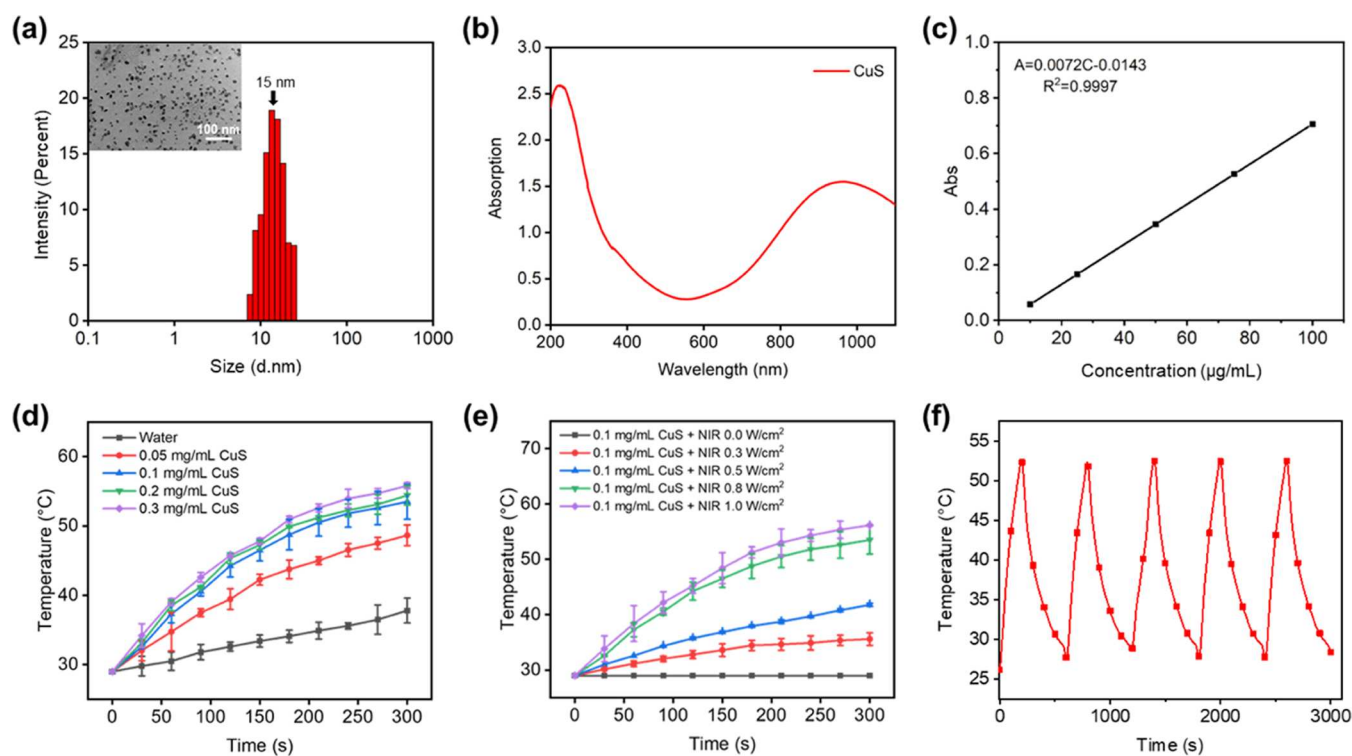 (a)
25
20
15
10
5
0
Intensity (Percent)
15 nm
100 nm
0.1
1
10
100
1000
Size (d.nm)
(b)
3.0
2.5
2.0
1.5
1.0
0.5
0.0
Absorption
CuS
200
400
600
800
1000
Wavelength (nm)
(c)
1.0
0.8
0.6
0.4
0.2
0.0
Abs
A=0.0072C-0.0143
R²=0.9997
0
20
40
60
80
100
Concentration (µg/mL)
(d)
60
50
40
30
Temperature (°C)
Water
0.05 mg/mL CuS
0.1 mg/mL CuS
0.2 mg/mL CuS
0.3 mg/mL CuS
0
50
100
150
200
250
300
Time (s)
(e)
70
60
50
40
30
Temperature (°C)
0.1 mg/mL CuS + NIR 0.0 W/cm²
0.1 mg/mL CuS + NIR 0.3 W/cm²
0.1 mg/mL CuS + NIR 0.5 W/cm²
0.1 mg/mL CuS + NIR 0.8 W/cm²
0.1 mg/mL CuS + NIR 1.0 W/cm²
0
50
100
150
200
250
300
Time (s)
(f)
55
50
45
40
35
30
25
Temperature (°C)
0
1000
2000
3000
Time (s)